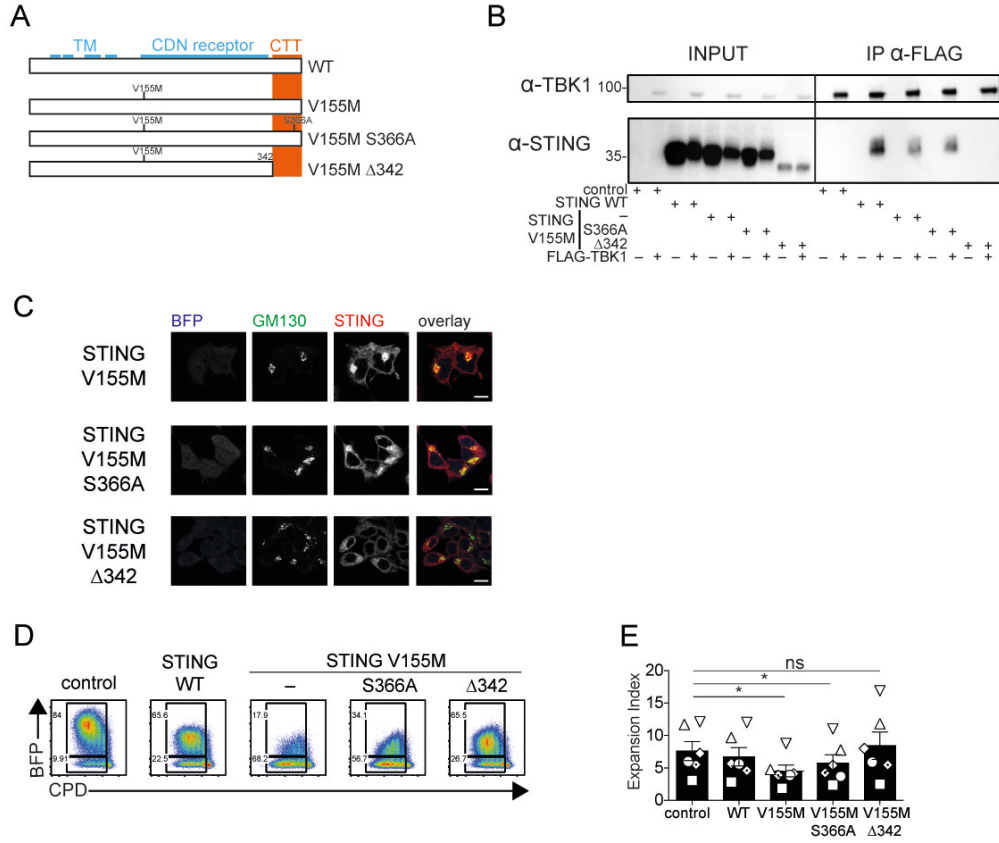 A
TM CDN receptor CTT
WT
V155M
V155M
V155M S366A
V155M S366A
V155M 342
V155M Δ342
B
INPUT IP α-FLAG
α-TBK1 100-
α-STING 35-
control + + + +
STING WT + + + +
STING V155M
– + + + +
S366A + + + +
Δ342 + + + +
FLAG-TBK1 – + – + – + – + – + – + – + – + – + – +
C
BFP GM130 STING overlay
STING
V155M
STING
V155M
S366A
STING
V155M
Δ342
D
control STING WT STING V155M
– S366A Δ342
84 65.6 17.9 34.1 65.5
9.91 22.5 68.2 56.7 26.7
BFP
CPD
E
ns
*
*
Expansion Index
20
15
10
5
0
control WT V155M V155M S366A V155M Δ342